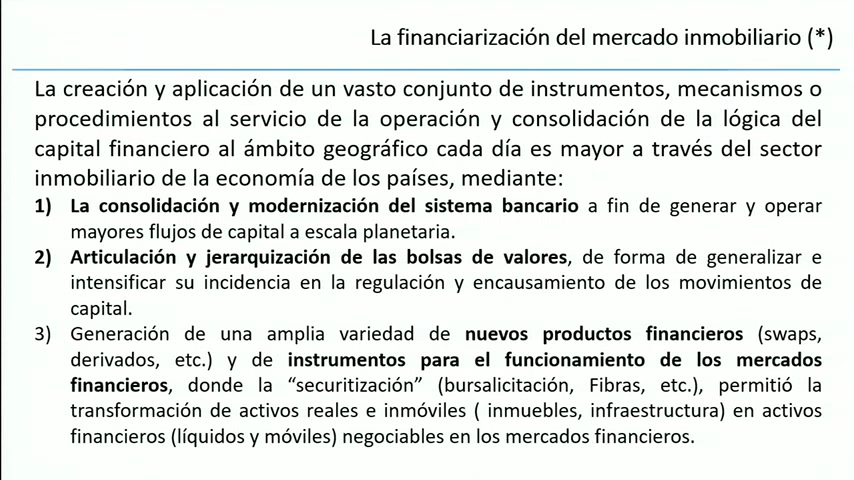 La financiarización del mercado inmobiliario (*)
La creación y aplicación de un vasto conjunto de instrumentos, mecanismos o
procedimientos al servicio de la operación y consolidación de la lógica del
capital financiero al ámbito geográfico cada día es mayor a través del sector
inmobiliario de la economía de los países, mediante:
1) La consolidación y modernización del sistema bancario a fin de generar y operar
mayores flujos de capital a escala planetaria.
2) Articulación y jerarquización de las bolsas de valores, de forma de generalizar e
intensificar su incidencia en la regulación y encausamiento de los movimientos de
capital.
3) Generación de una amplia variedad de nuevos productos financieros (swaps,
derivados, etc.) y de instrumentos para el funcionamiento de los mercados
financieros, donde la “securitización” (bursalicitación, Fibras, etc.), permitió la
transformación de activos reales e inmóviles ( inmuebles, infraestructura) en activos
financieros (líquidos y móviles) negociables en los mercados financieros.